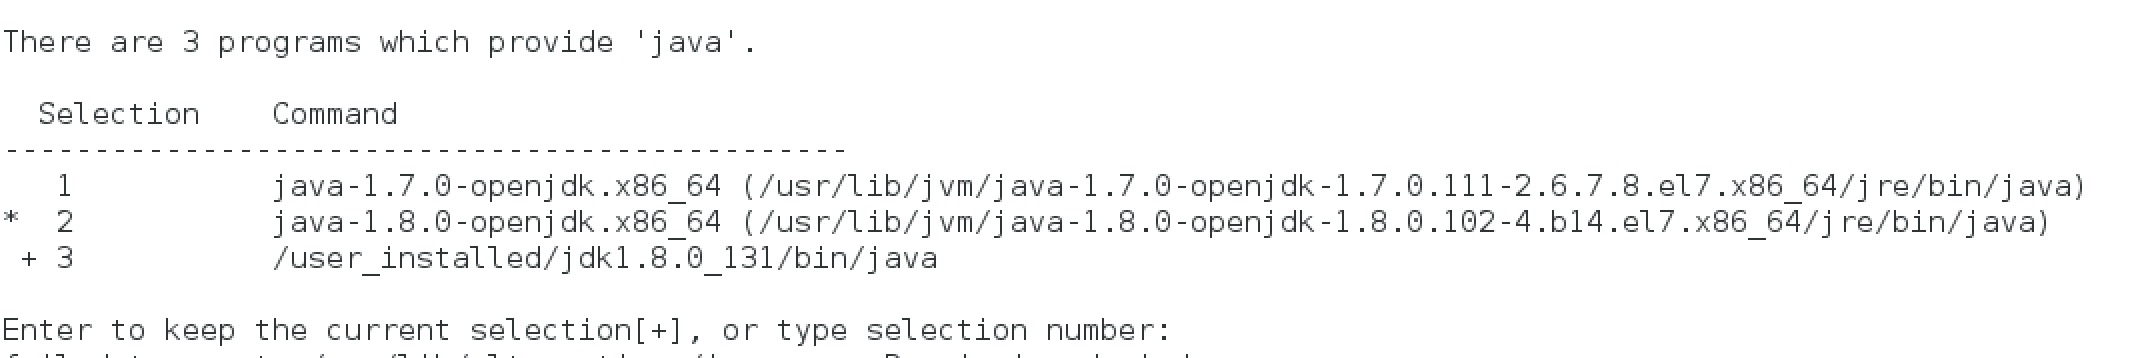 There are 3 programs which provide 'java'.
  Selection    Command
-----------------------------------------------
   1           java-1.7.0-openjdk.x86_64 (/usr/lib/jvm/java-1.7.0-openjdk-1.7.0.111-2.6.7.8.el7.x86_64/jre/bin/java)
*  2           java-1.8.0-openjdk.x86_64 (/usr/lib/jvm/java-1.8.0-openjdk-1.8.0.102-4.b14.el7.x86_64/jre/bin/java)
 + 3           /user_installed/jdk1.8.0_131/bin/java
Enter to keep the current selection[+], or type selection number: